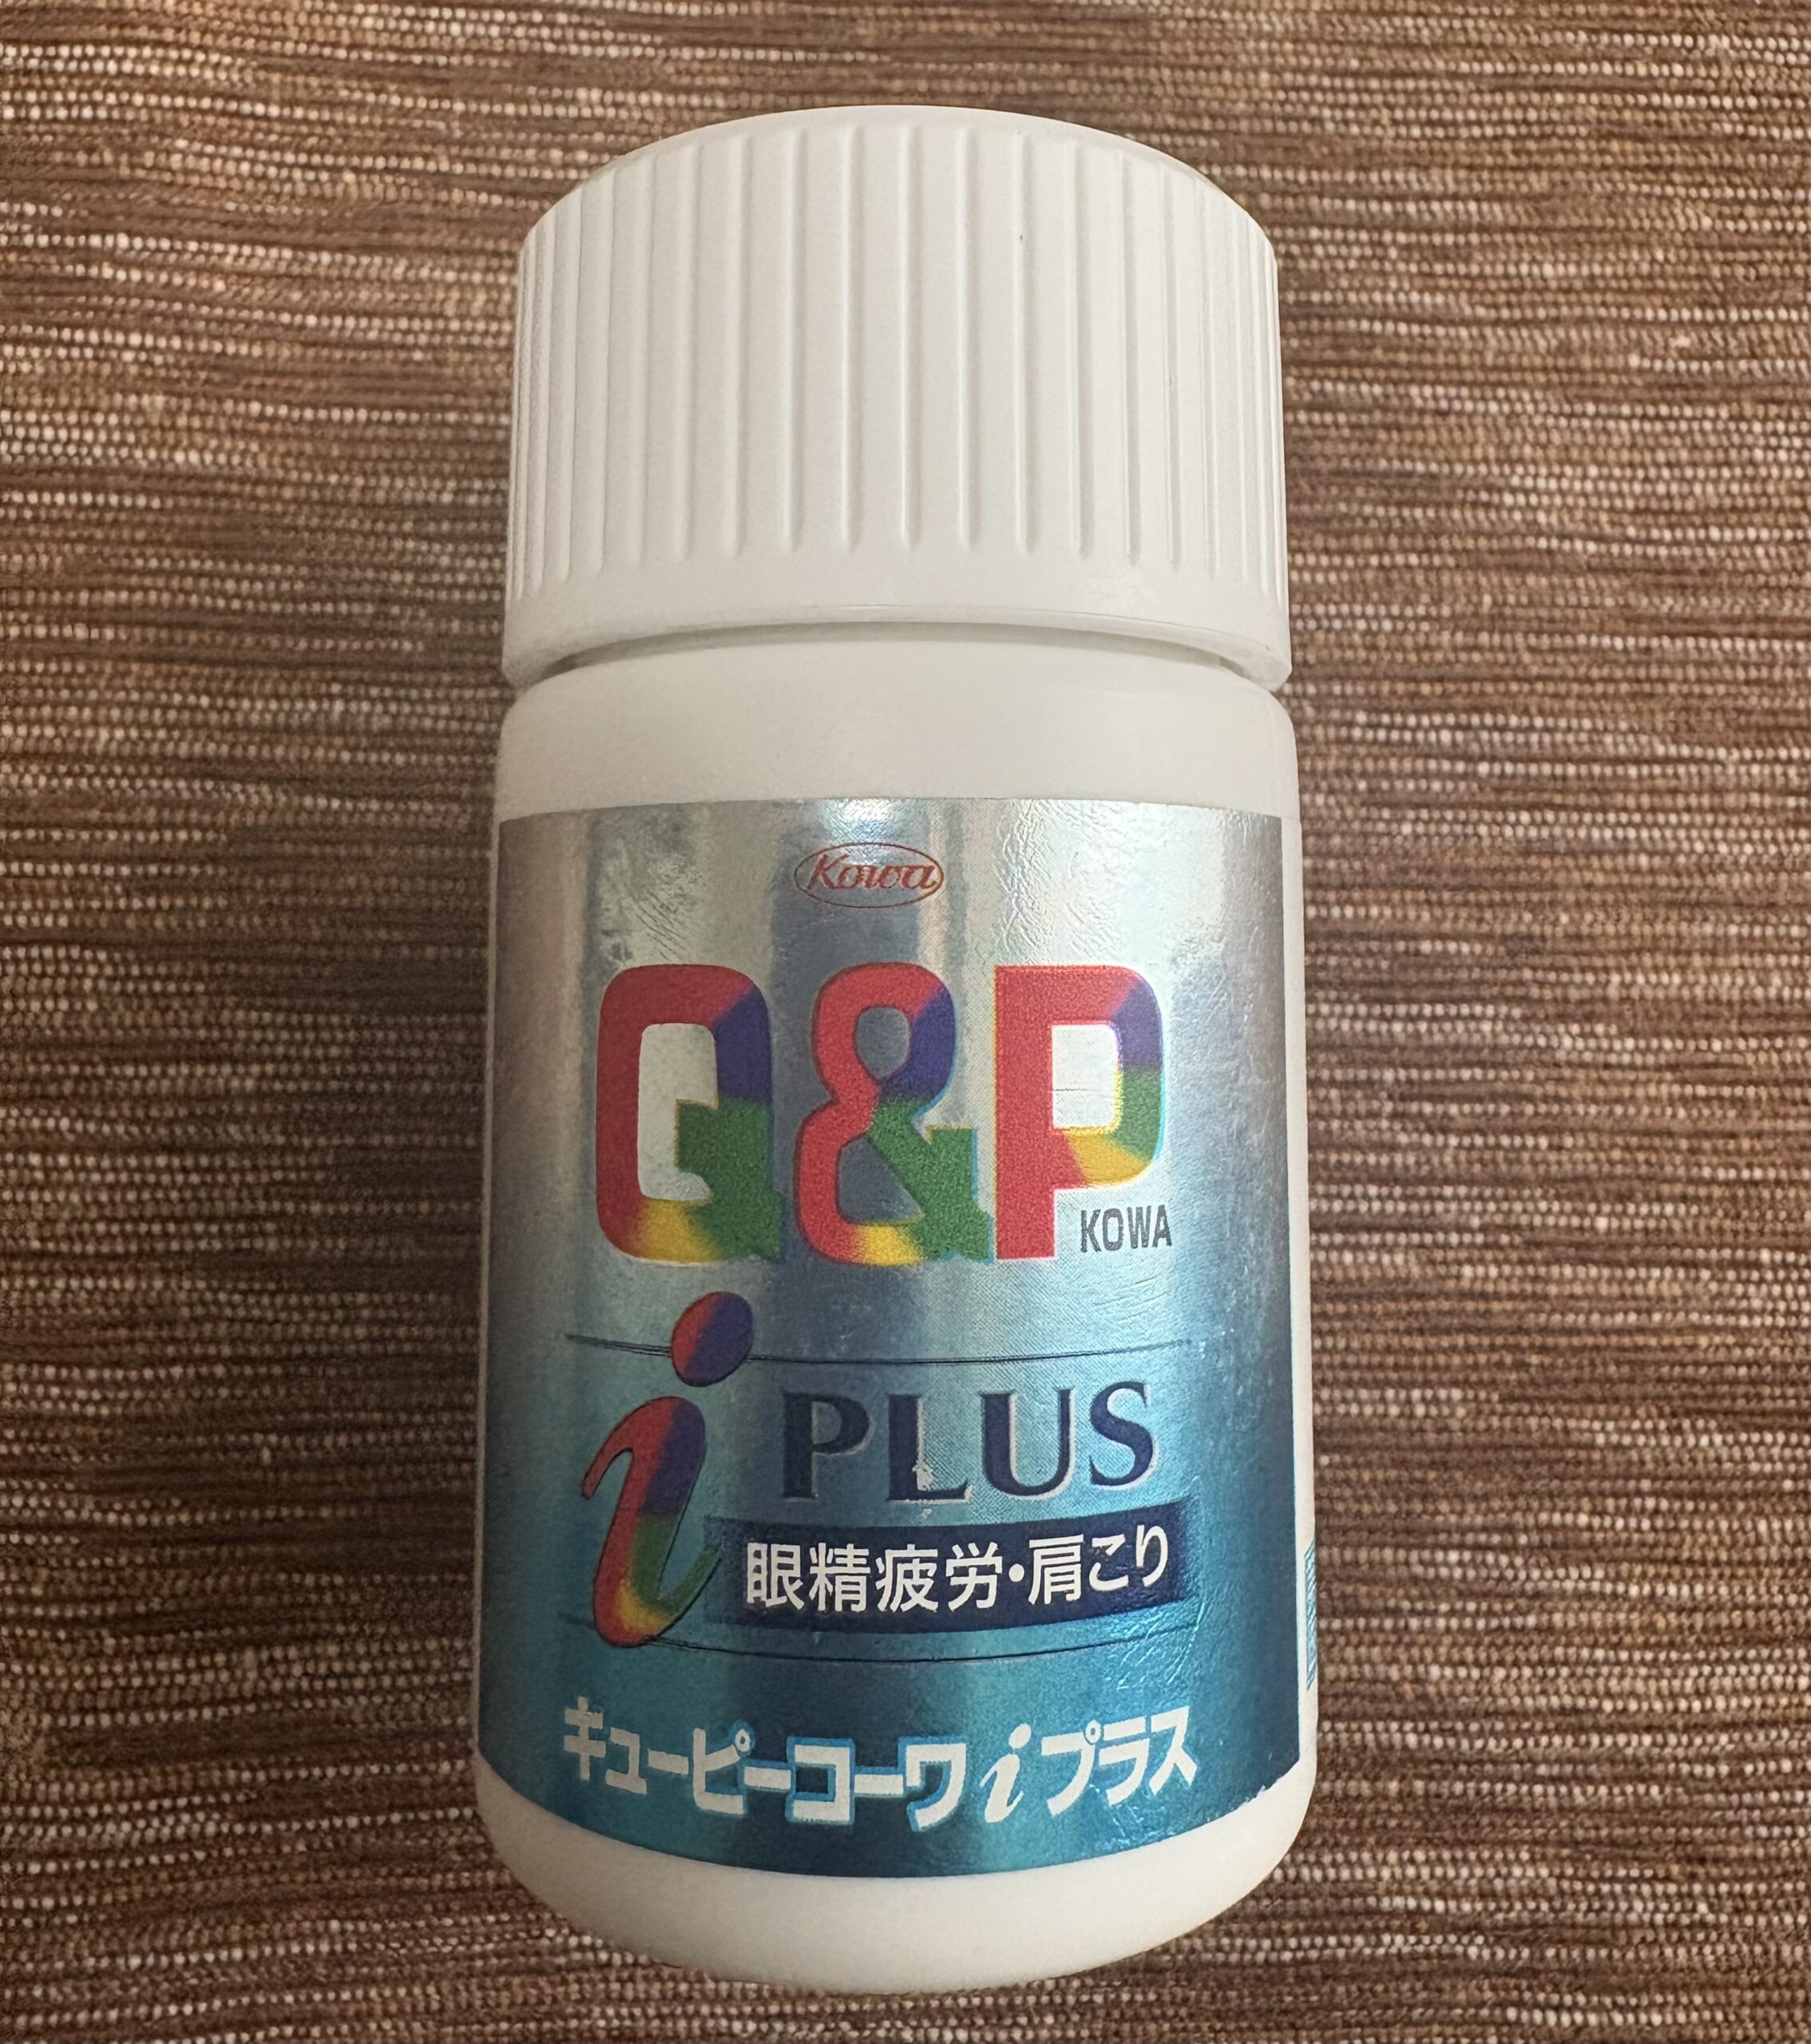 Kowa
Q&P
KOWA
i PLUS
眼精疲労・肩こり
キューピーコーワiプラス